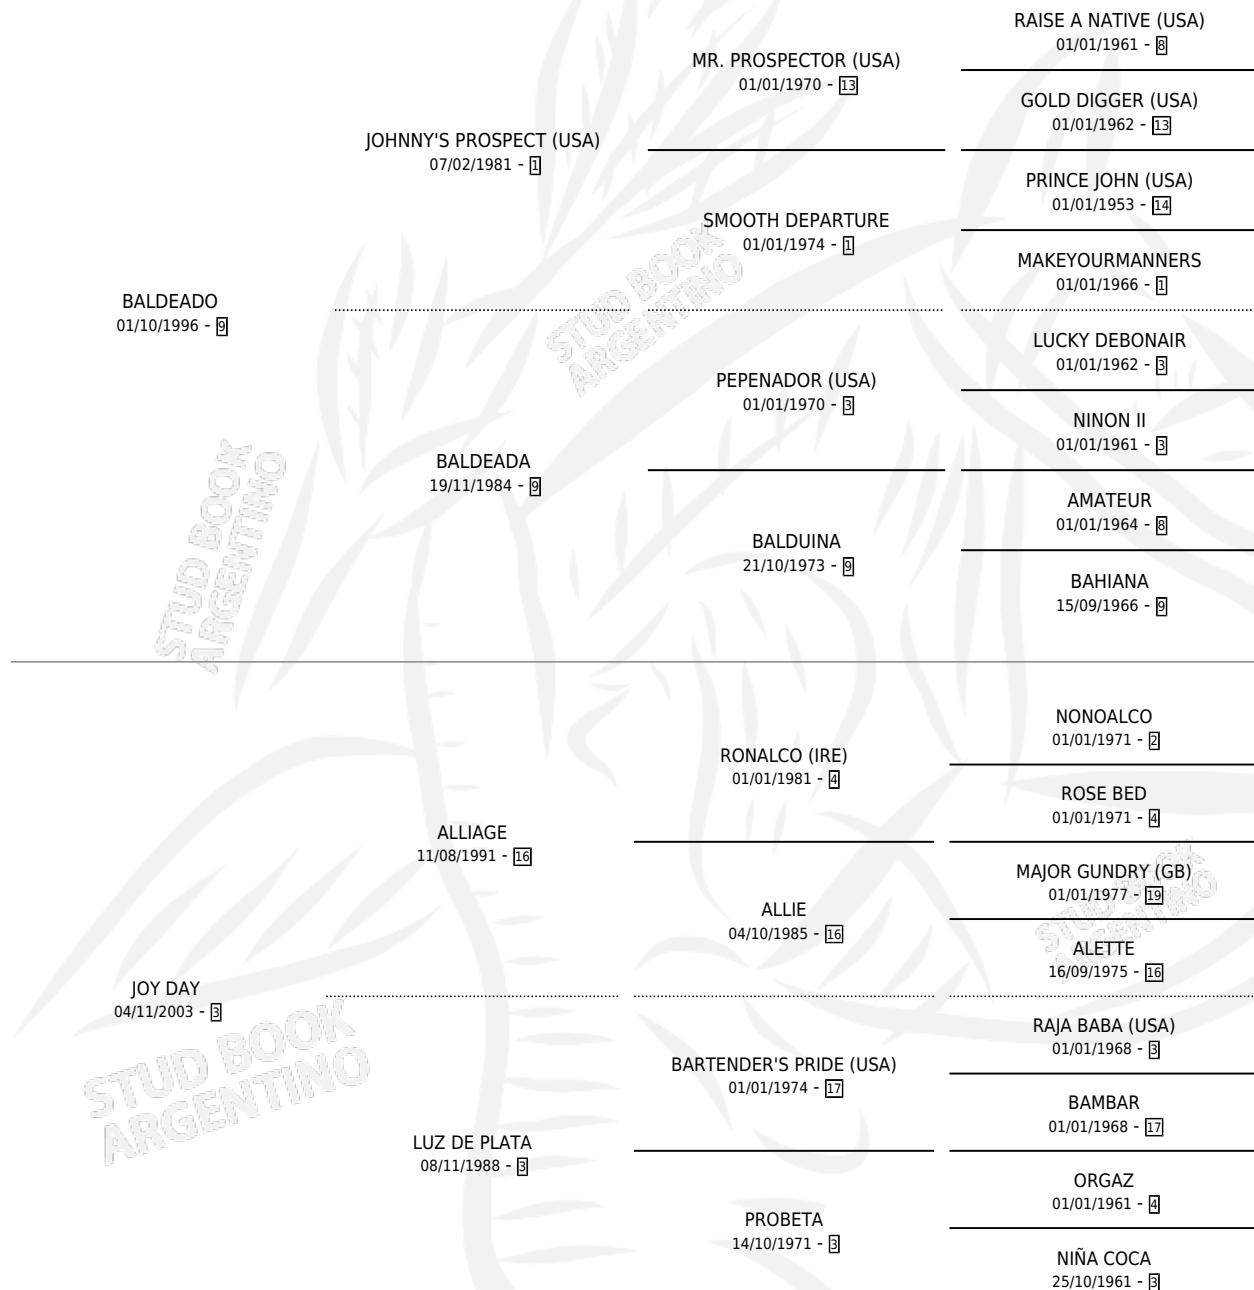 RAISE A NATIVE (USA)
01/01/1961 - 8
MR. PROSPECTOR (USA)
01/01/1970 - 13
GOLD DIGGER (USA)
01/01/1962 - 13
JOHNNY'S PROSPECT (USA)
07/02/1981 - 1
PRINCE JOHN (USA)
01/01/1953 - 14
SMOOTH DEPARTURE
01/01/1974 - 1
MAKEYOURMANNERS
01/01/1966 - 1
BALDEADO
01/10/1996 - 9
STUD BOOK
ARGENTINO
LUCKY DEBONAIR
01/01/1962 - 3
PEPENADOR (USA)
01/01/1970 - 3
NINON II
01/01/1961 - 3
BALDEADA
19/11/1984 - 9
AMATEUR
01/01/1964 - 8
BALDUINA
21/10/1973 - 9
BAHIANA
15/09/1966 - 9
STUD BOOK
ARGENTINO
NONOALCO
01/01/1971 - 2
RONALCO (IRE)
01/01/1981 - 4
ROSE BED
01/01/1971 - 4
ALLIAGE
11/08/1991 - 16
MAJOR GUNDRY (GB)
01/01/1977 - 19
ALLIE
04/10/1985 - 16
ALETTE
16/09/1975 - 16
STUD BOOK
ARGENTINO
JOY DAY
04/11/2003 - 3
RAJA BABA (USA)
01/01/1968 - 3
BARTENDER'S PRIDE (USA)
01/01/1974 - 17
BAMBAR
01/01/1968 - 17
STUD BOOK
ARGENTINO
LUZ DE PLATA
08/11/1988 - 3
ORGAZ
01/01/1961 - 4
PROBETA
14/10/1971 - 3
NIÑA COCA
25/10/1961 - 3